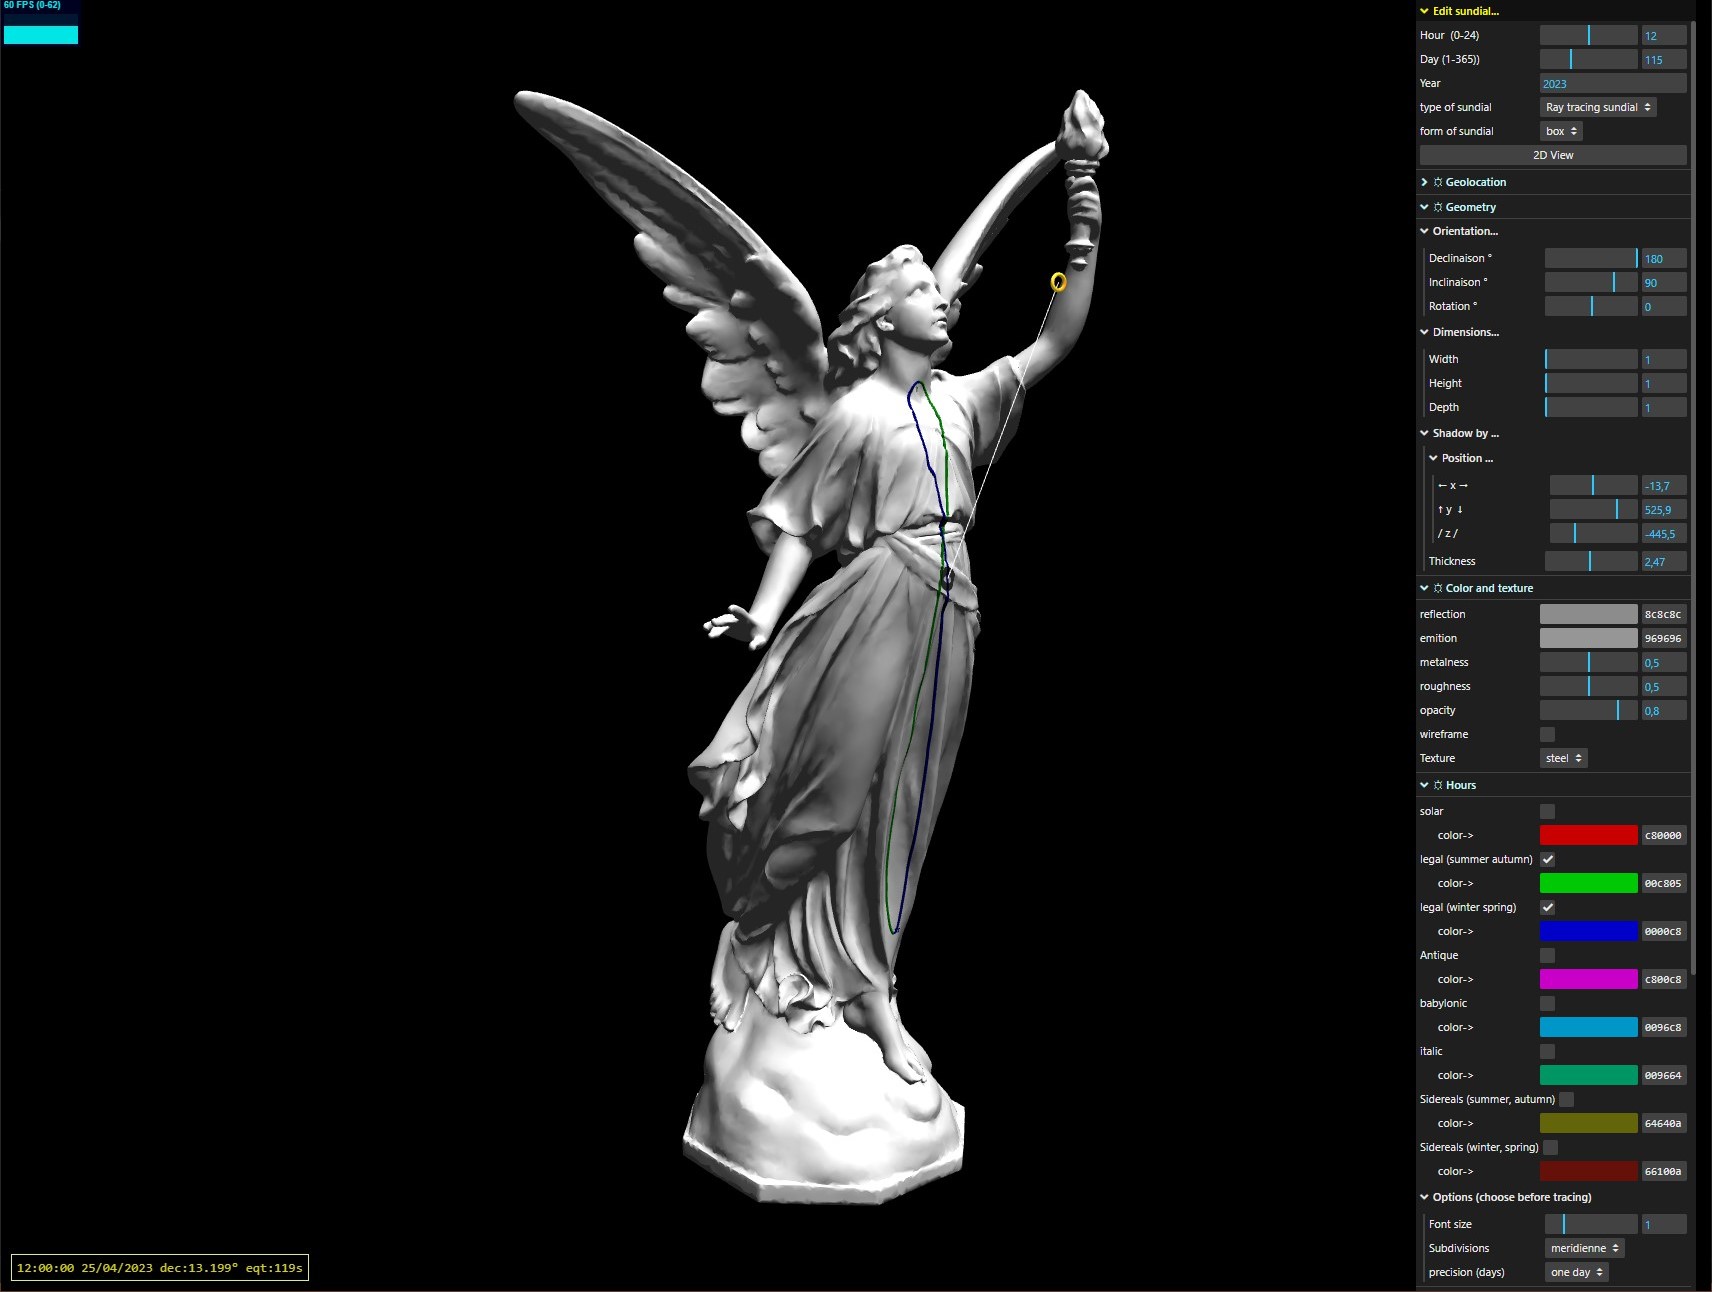 60 FPS (0-62)
Edit sundial...
Hour (0-24) 12
Day (1-365)) 115
Year 2023
type of sundial Ray tracing sundial
form of sundial box
2D View
Geolocation
Geometry
Orientation...
Declinaison ° 180
Inclinaison ° 90
Rotation ° 0
Dimensions...
Width 1
Height 1
Depth 1
Shadow by ...
Position ...
← x → -13,7
↑ y ↓ 525,9
/ z / -445,5
Thickness 2,47
Color and texture
reflection 8c8c8c
emition 969696
metalness 0,5
roughness 0,5
opacity 0,8
wireframe
Texture steel
Hours
solar
color-> c80000
legal (summer autumn)
color-> 00c805
legal (winter spring)
color-> 0000c8
Antique
color-> c800c8
babylonic
color-> 0096c8
italic
color-> 009664
Sidereals (summer, autumn)
color-> 64640a
Sidereals (winter, spring)
color-> 66100a
Options (choose before tracing)
Font size 1
Subdivisions meridienne
precision (days) one day
12:00:00 25/04/2023 dec:13.199° eqt:119s